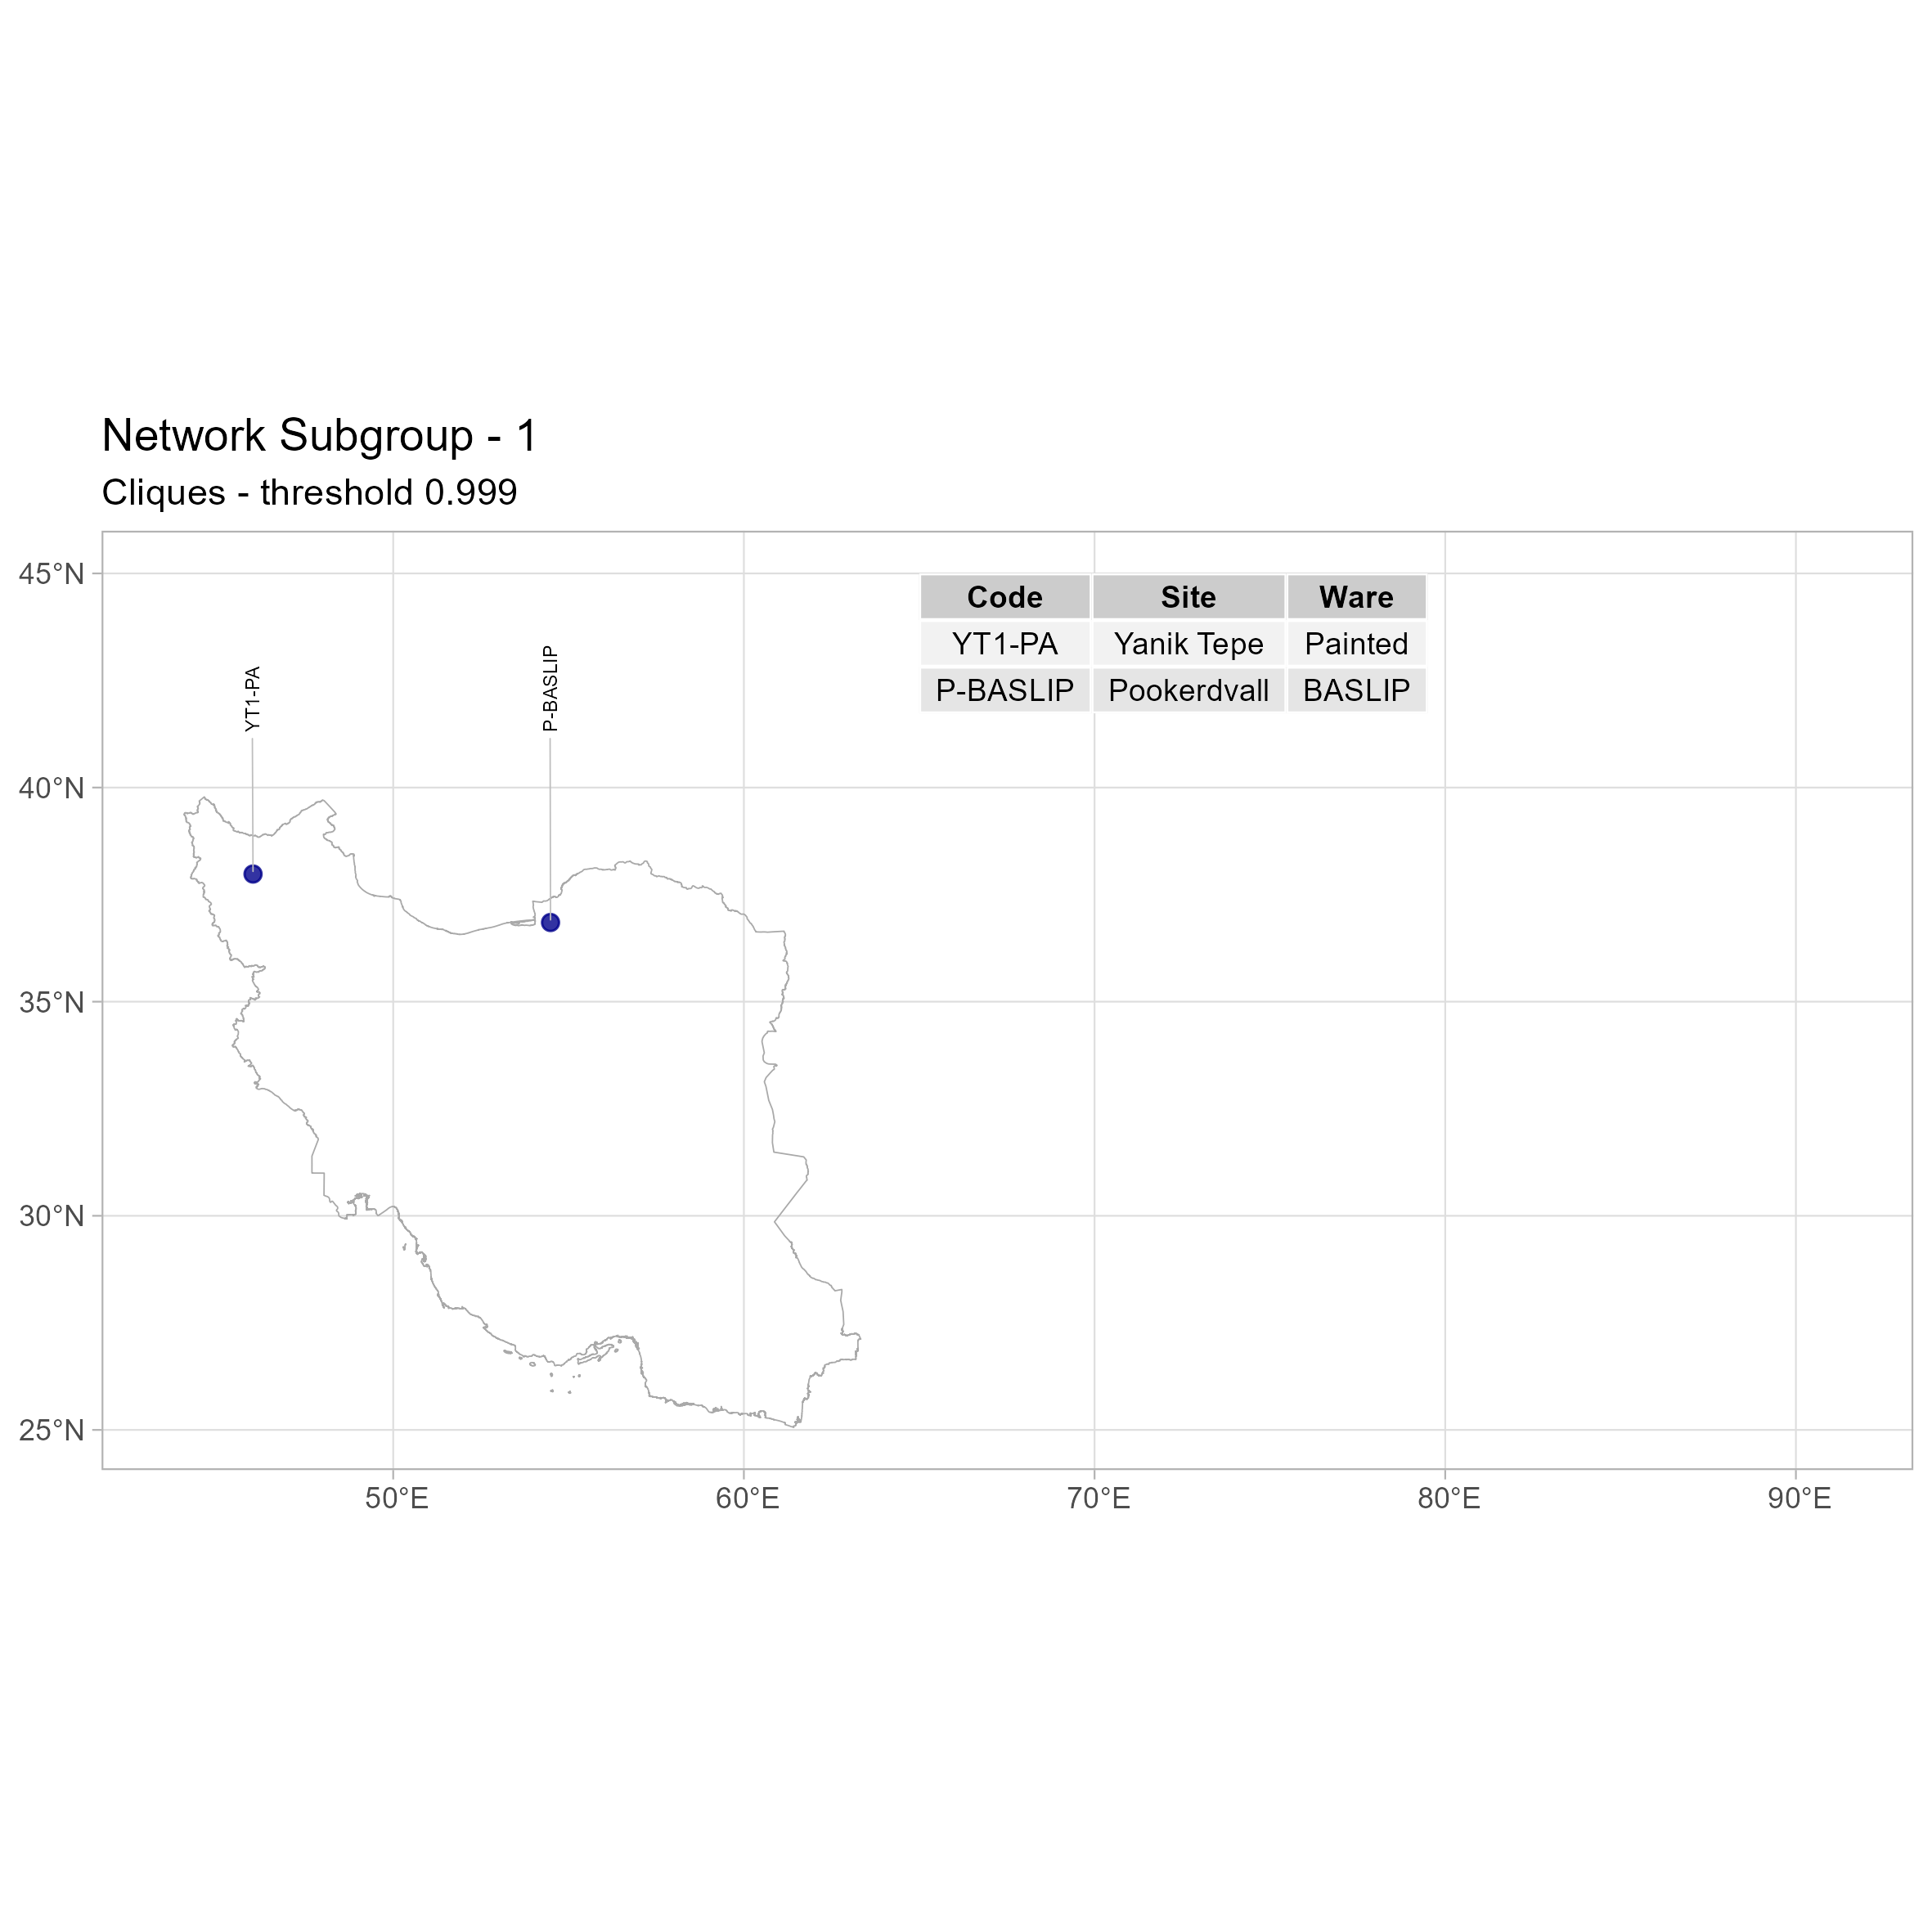 Network Subgroup - 1
Cliques - threshold 0.999
45°N
40°N
35°N
30°N
25°N
YT1-PA
P-BASLIP
Code Site Ware
YT1-PA Yanik Tepe Painted
P-BASLIP Pookerdvall BASLIP
50°E 60°E 70°E 80°E 90°E